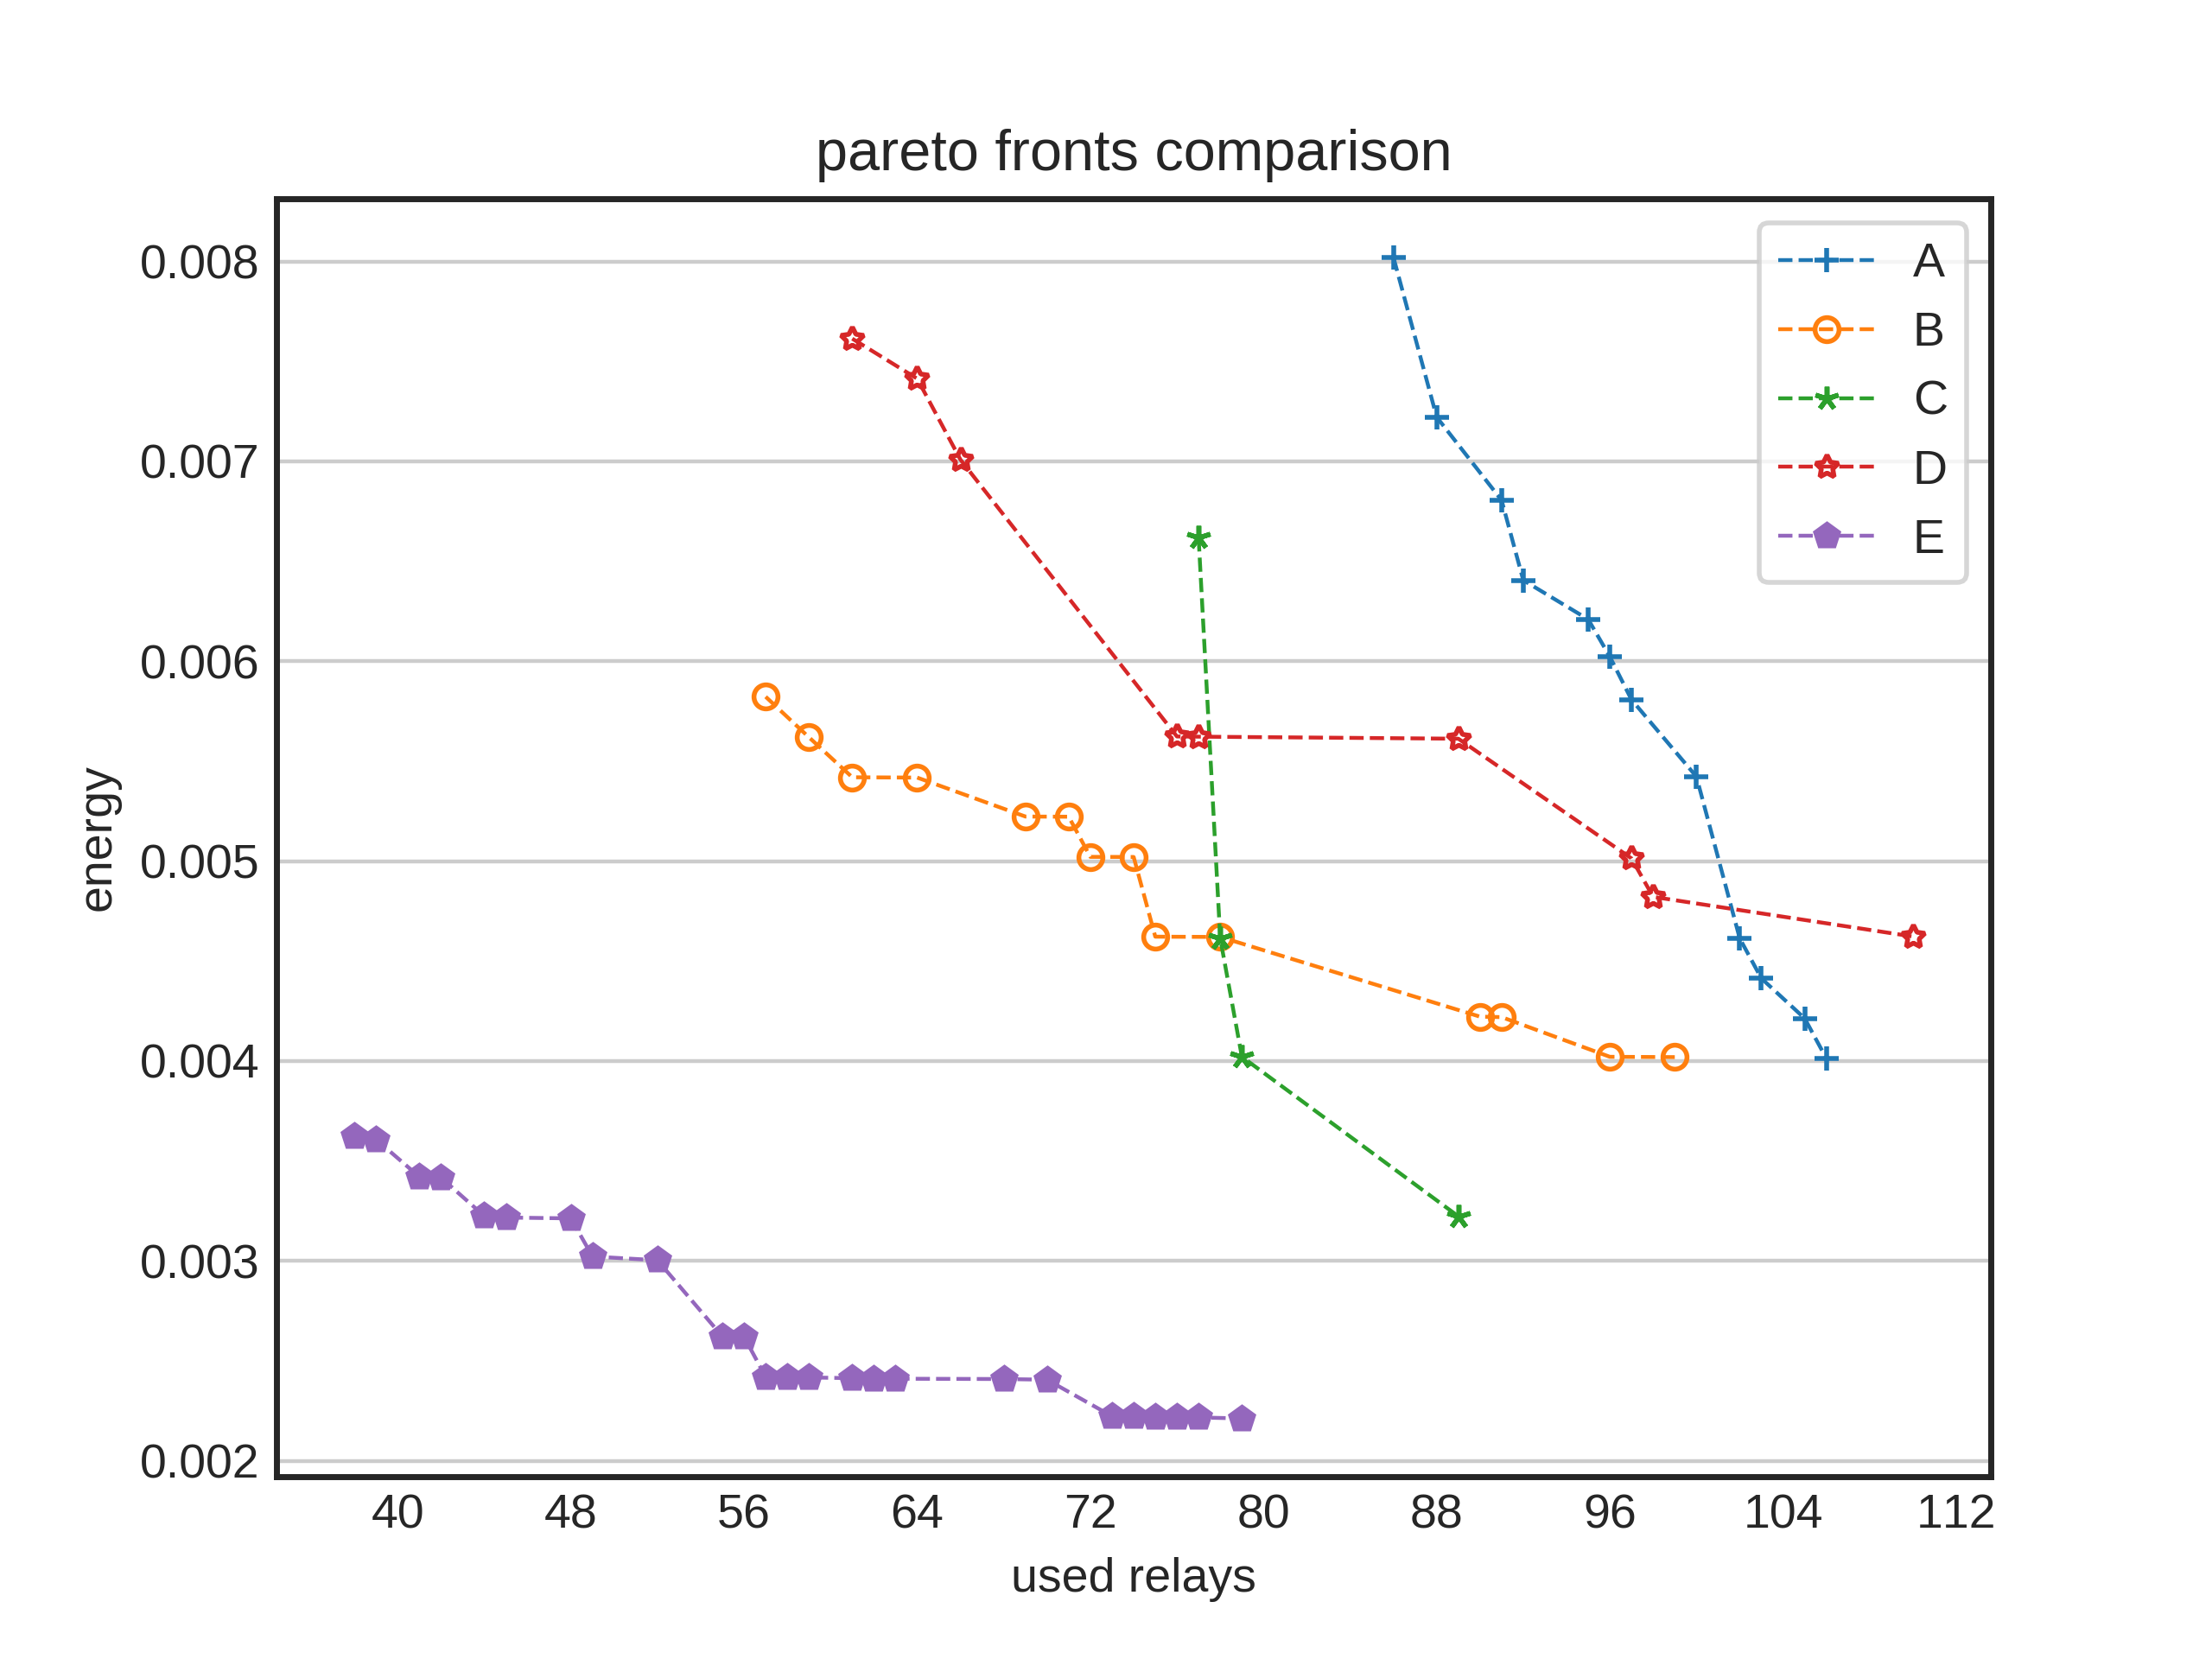 pareto fronts comparison
0.008
0.007
0.006
0.005
0.004
0.003
0.002
energy
A
B
C
D
E
40 48 56 64 72 80 88 96 104 112
used relays